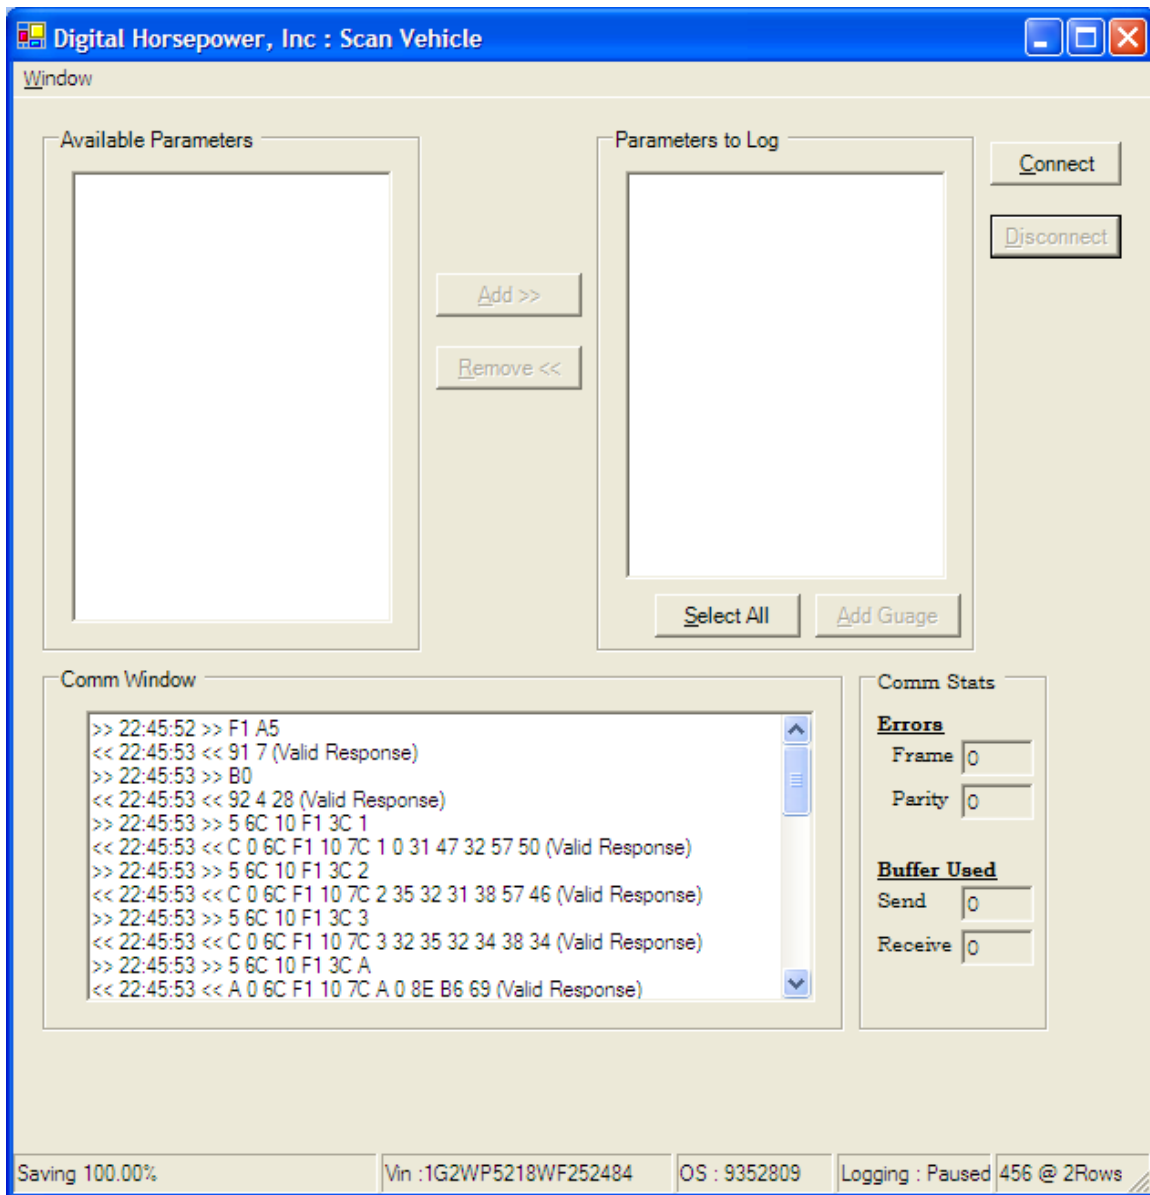 Digital Horsepower, Inc : Scan Vehicle
Window
Available Parameters
Parameters to Log
Connect
Disconnect
Add >>
Remove <<
Select All
Add Guage
Comm Window
>> 22:45:52 >> F1 A5
<< 22:45:53 << 91 7 (Valid Response)
>> 22:45:53 >> B0
<< 22:45:53 << 92 4 28 (Valid Response)
>> 22:45:53 >> 5 6C 10 F1 3C 1
<< 22:45:53 << C 0 6C F1 10 7C 1 0 31 47 32 57 50 (Valid Response)
>> 22:45:53 >> 5 6C 10 F1 3C 2
<< 22:45:53 << C 0 6C F1 10 7C 2 35 32 31 38 57 46 (Valid Response)
>> 22:45:53 >> 5 6C 10 F1 3C 3
<< 22:45:53 << C 0 6C F1 10 7C 3 32 35 32 34 38 34 (Valid Response)
>> 22:45:53 >> 5 6C 10 F1 3C A
<< 22:45:53 << A 0 6C F1 10 7C A 0 8E B6 69 (Valid Response)
Comm Stats
Errors
Frame 0
Parity 0
Buffer Used
Send 0
Receive 0
Saving 100.00%
Vin :1G2WP5218WF252484
OS : 9352809
Logging : Paused
456 @ 2Rows